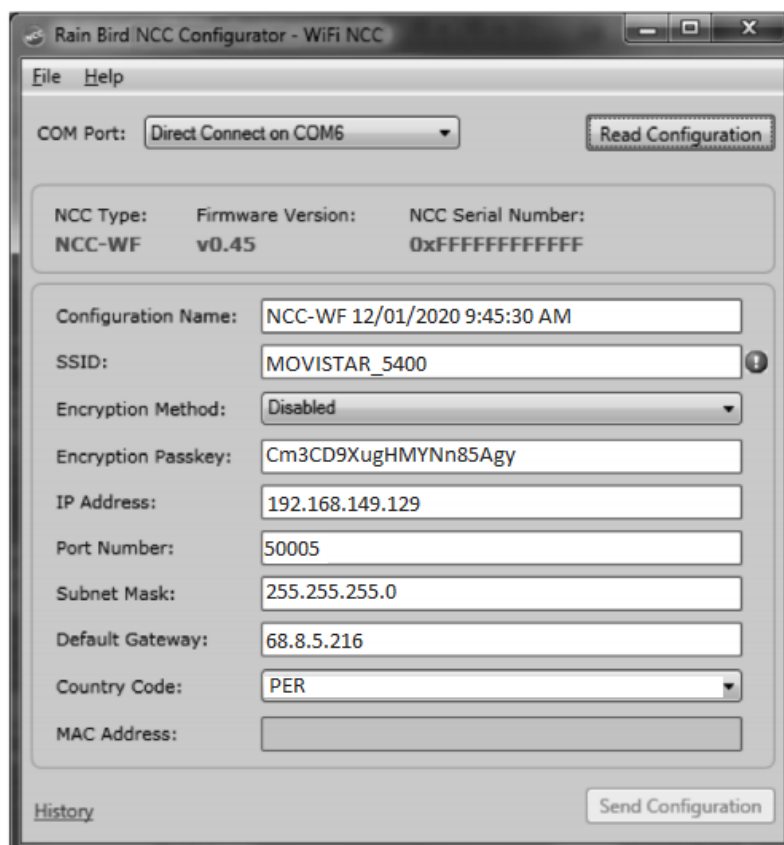 Rain Bird NCC Configurator - WiFi NCC
File Help
COM Port: Direct Connect on COM6 Read Configuration
NCC Type: Firmware Version: NCC Serial Number:
NCC-WF v0.45 0xFFFFFFFFFFFF
Configuration Name: NCC-WF 12/01/2020 9:45:30 AM
SSID: MOVISTAR_5400
Encryption Method: Disabled
Encryption Passkey: Cm3CD9XugHMYNn85Agy
IP Address: 192.168.149.129
Port Number: 50005
Subnet Mask: 255.255.255.0
Default Gateway: 68.8.5.216
Country Code: PER
MAC Address:
History Send Configuration